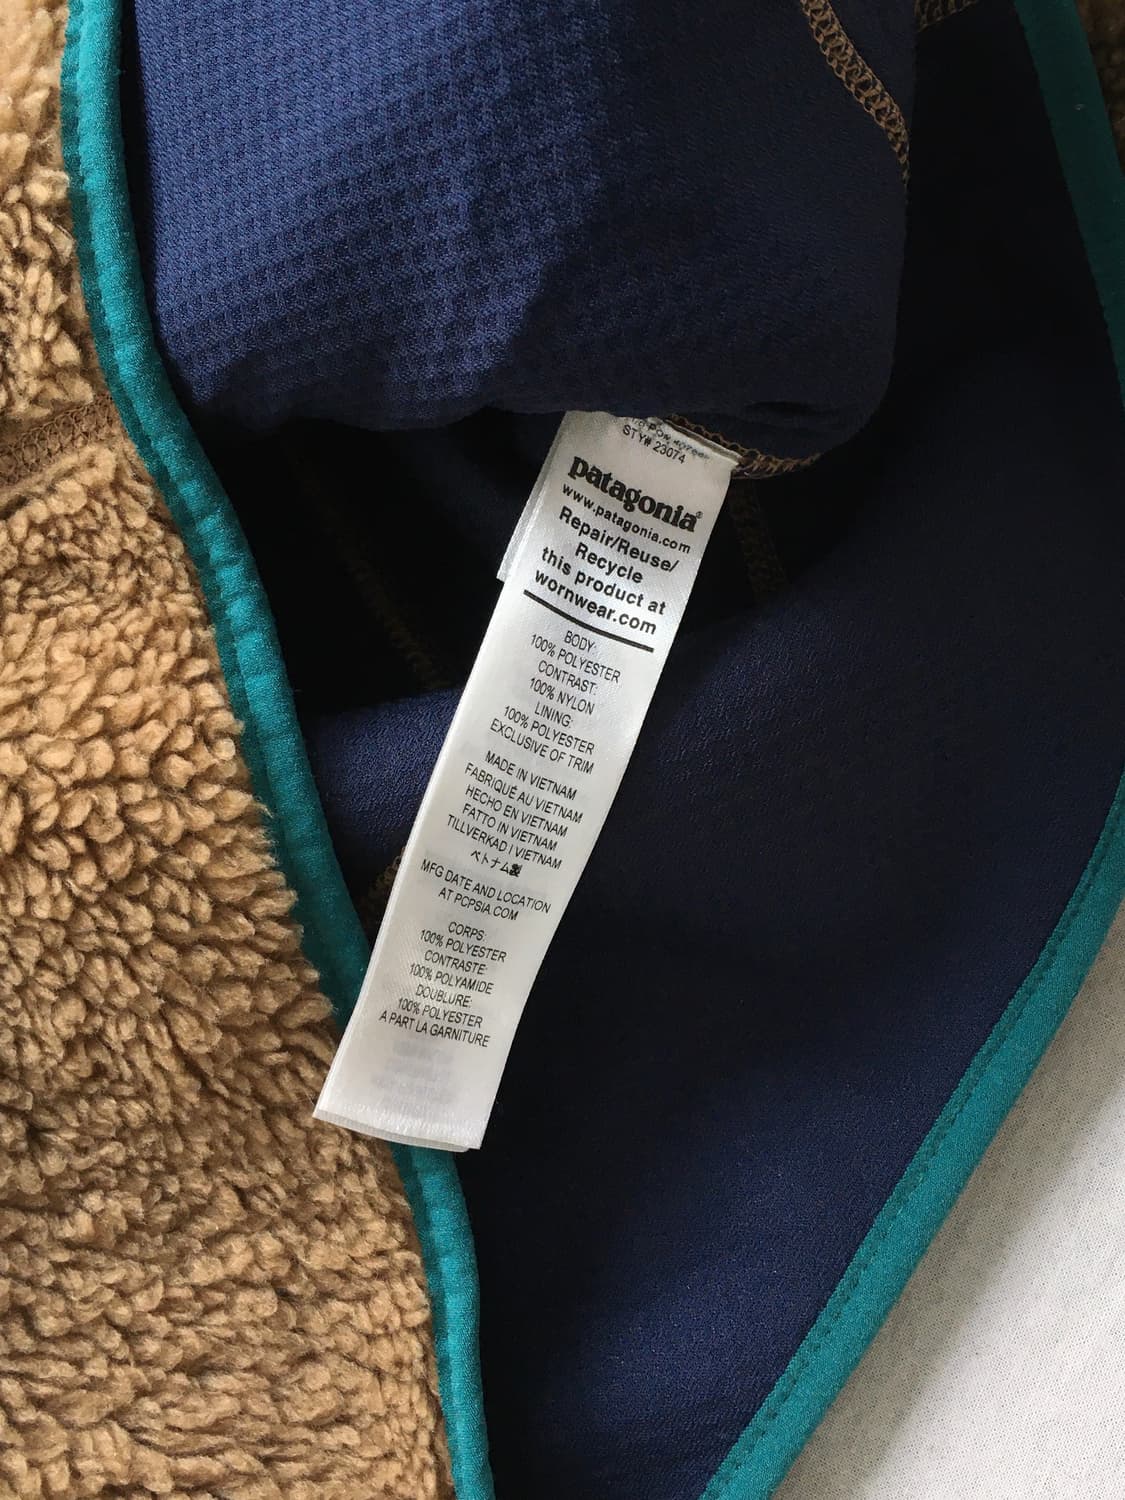 STY# 23074
patagonia®
www.patagonia.com
Repair/Reuse/
Recycle
this product at
wornwear.com
BODY:
100% POLYESTER
CONTRAST:
100% NYLON
LINING:
100% POLYESTER
EXCLUSIVE OF TRIM
MADE IN VIETNAM
FABRIQUÉ AU VIETNAM
HECHO EN VIETNAM
FATTO IN VIETNAM
TILLVERKAD I VIETNAM
ベトナム製
MFG DATE AND LOCATION
AT PCPSIA.COM
CORPS:
100% POLYESTER
CONTRASTE:
100% POLYAMIDE
DOUBLURE:
100% POLYESTER
A PART LA GARNITURE